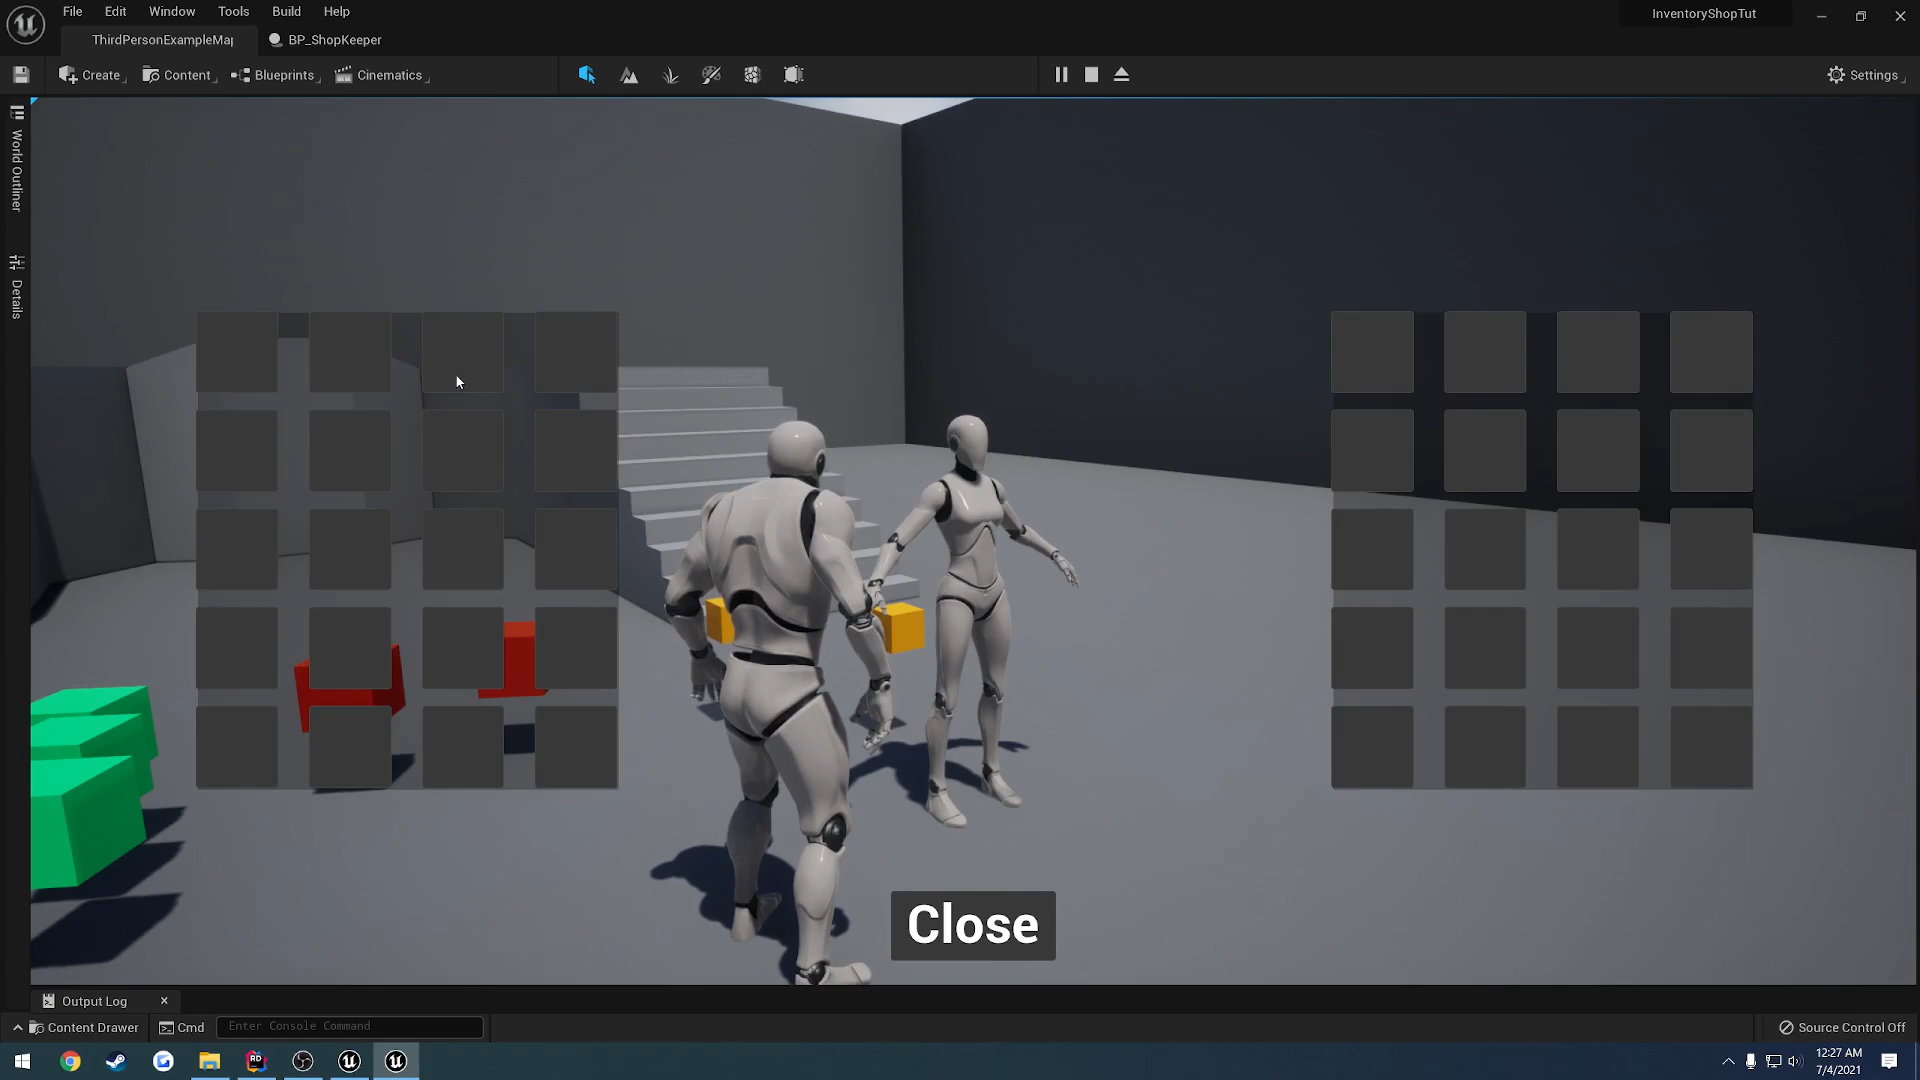 File Edit Window Tools Build Help
InventoryShopTut
ThirdPersonExampleMap
BP_ShopKeeper
Create Content Blueprints Cinematics
Settings
World Outliner
Details
Close
Output Log
Content Drawer
Cmd
Enter Console Command
Source Control Off
RD
12:27 AM
7/4/2021